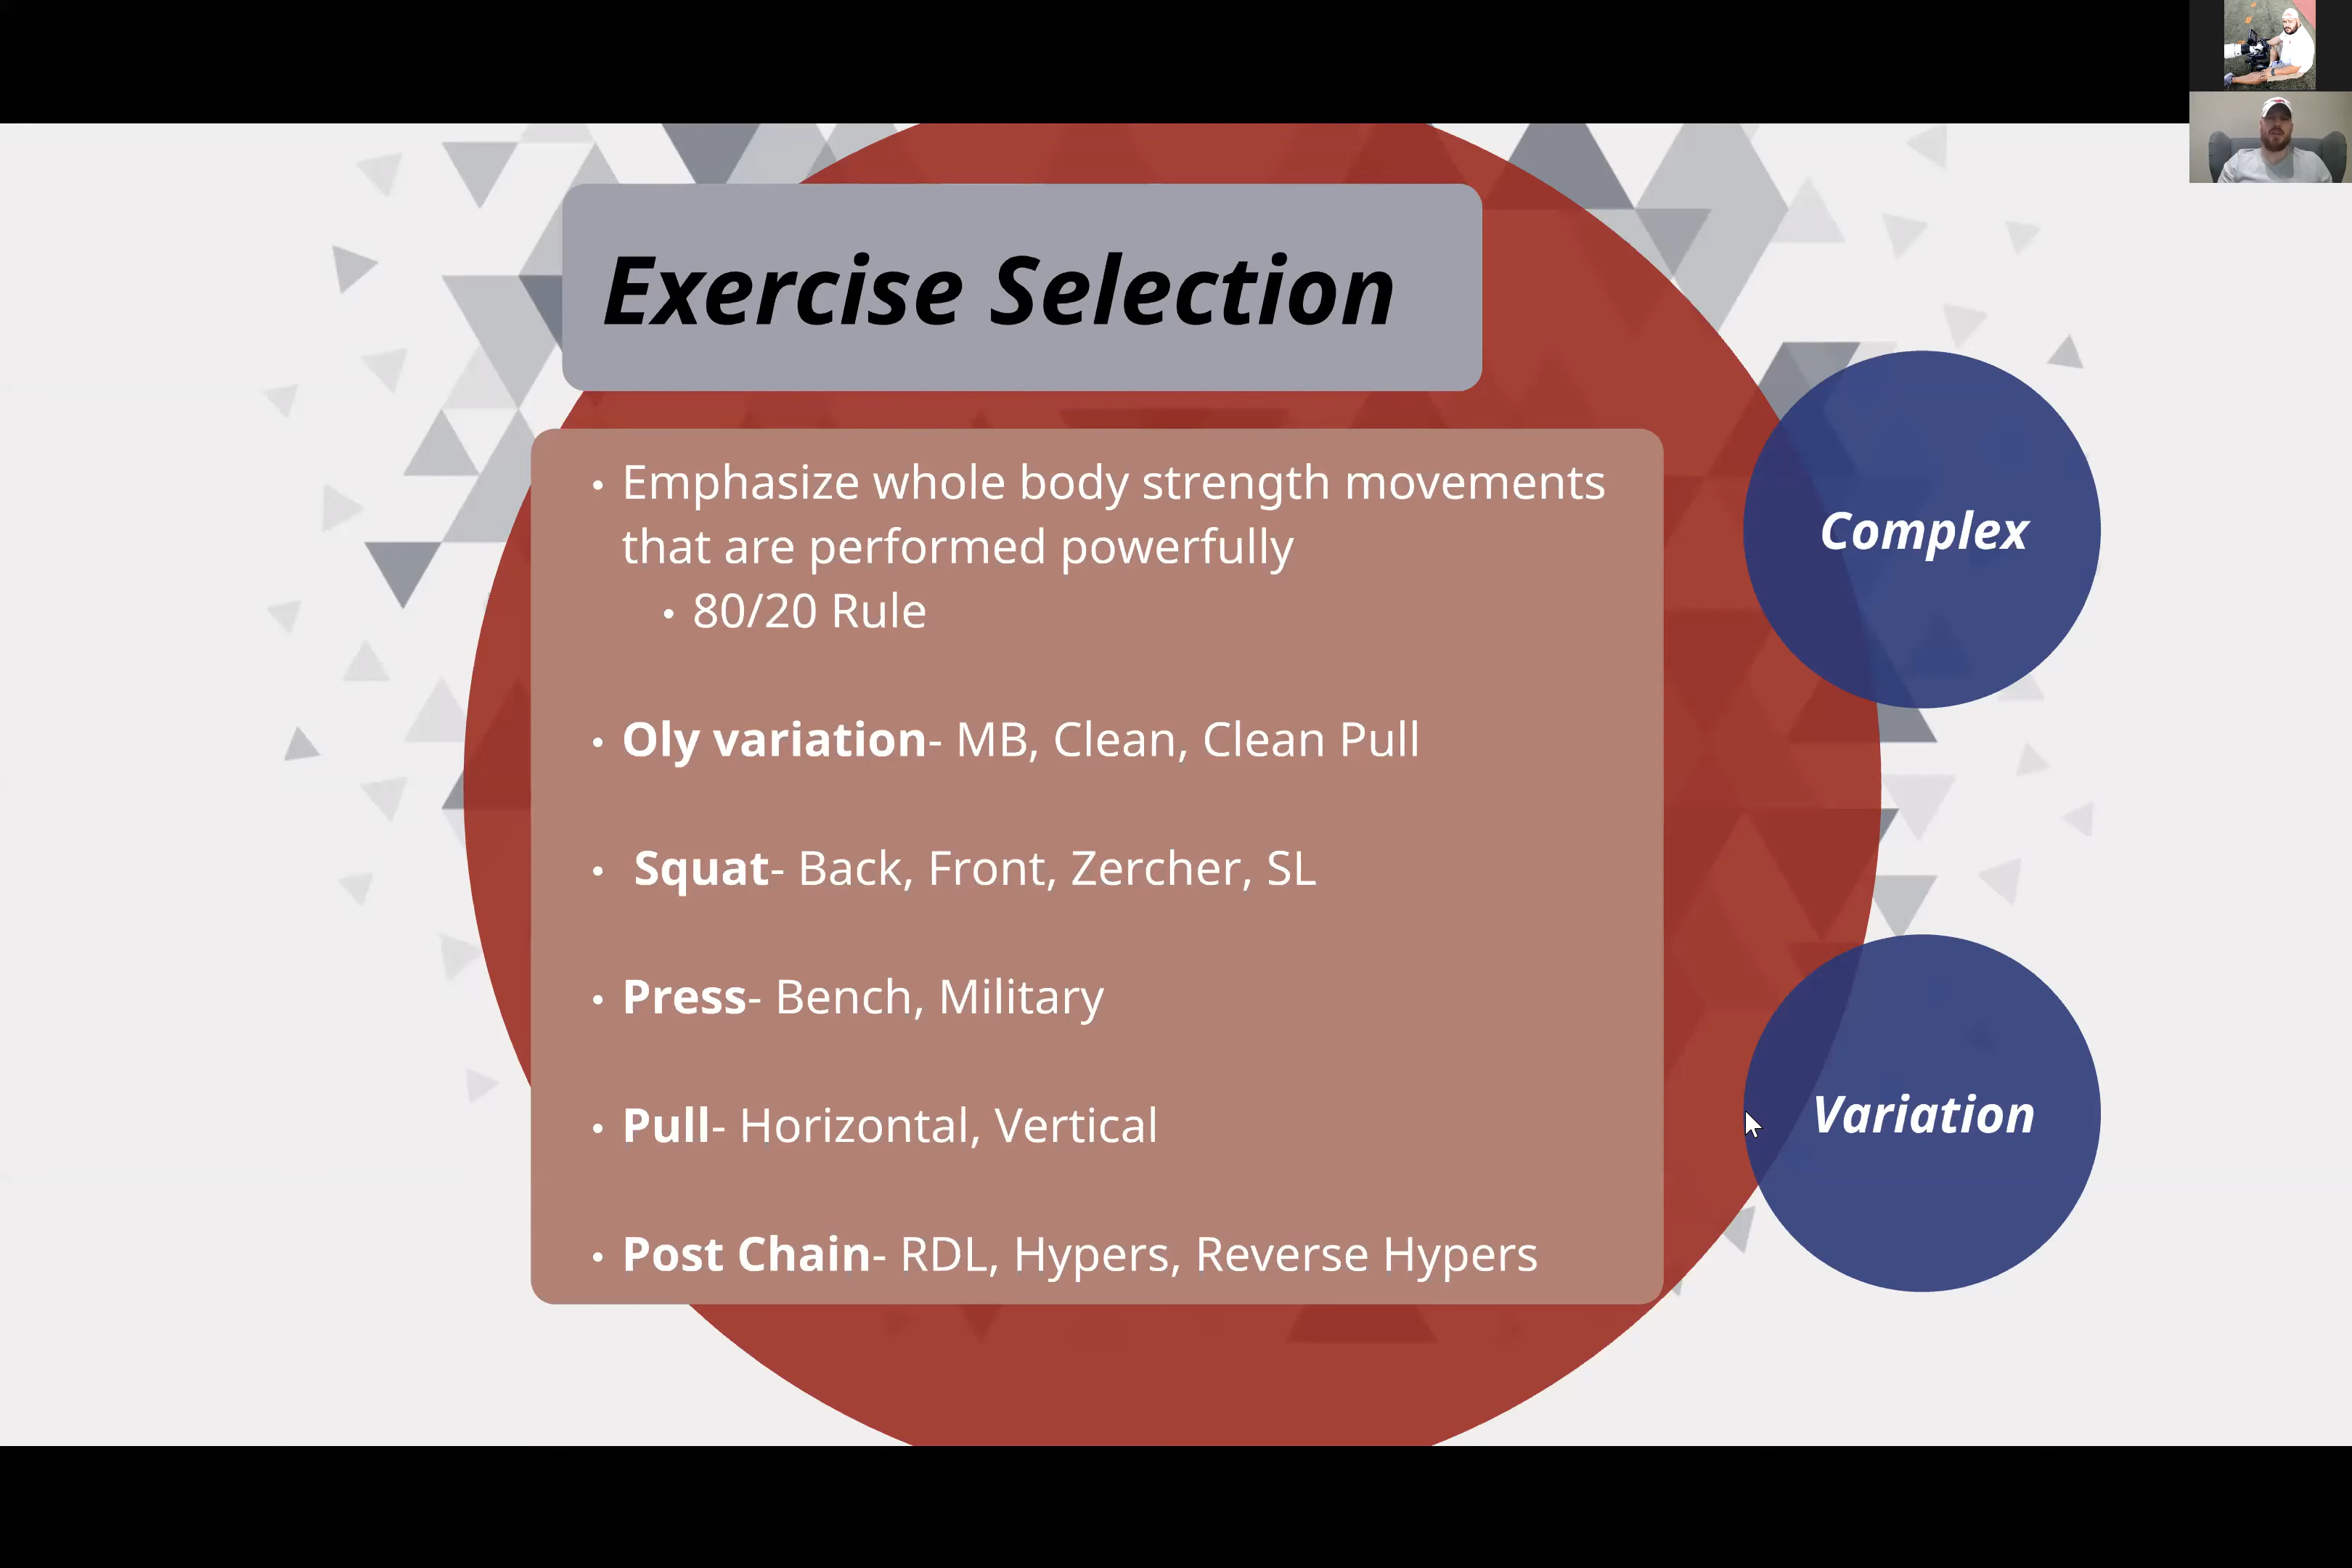 Exercise Selection
• Emphasize whole body strength movements
that are performed powerfully
• 80/20 Rule
• Oly variation- MB, Clean, Clean Pull
• Squat- Back, Front, Zercher, SL
• Press- Bench, Military
• Pull- Horizontal, Vertical
• Post Chain- RDL, Hypers, Reverse Hypers
Complex
Variation